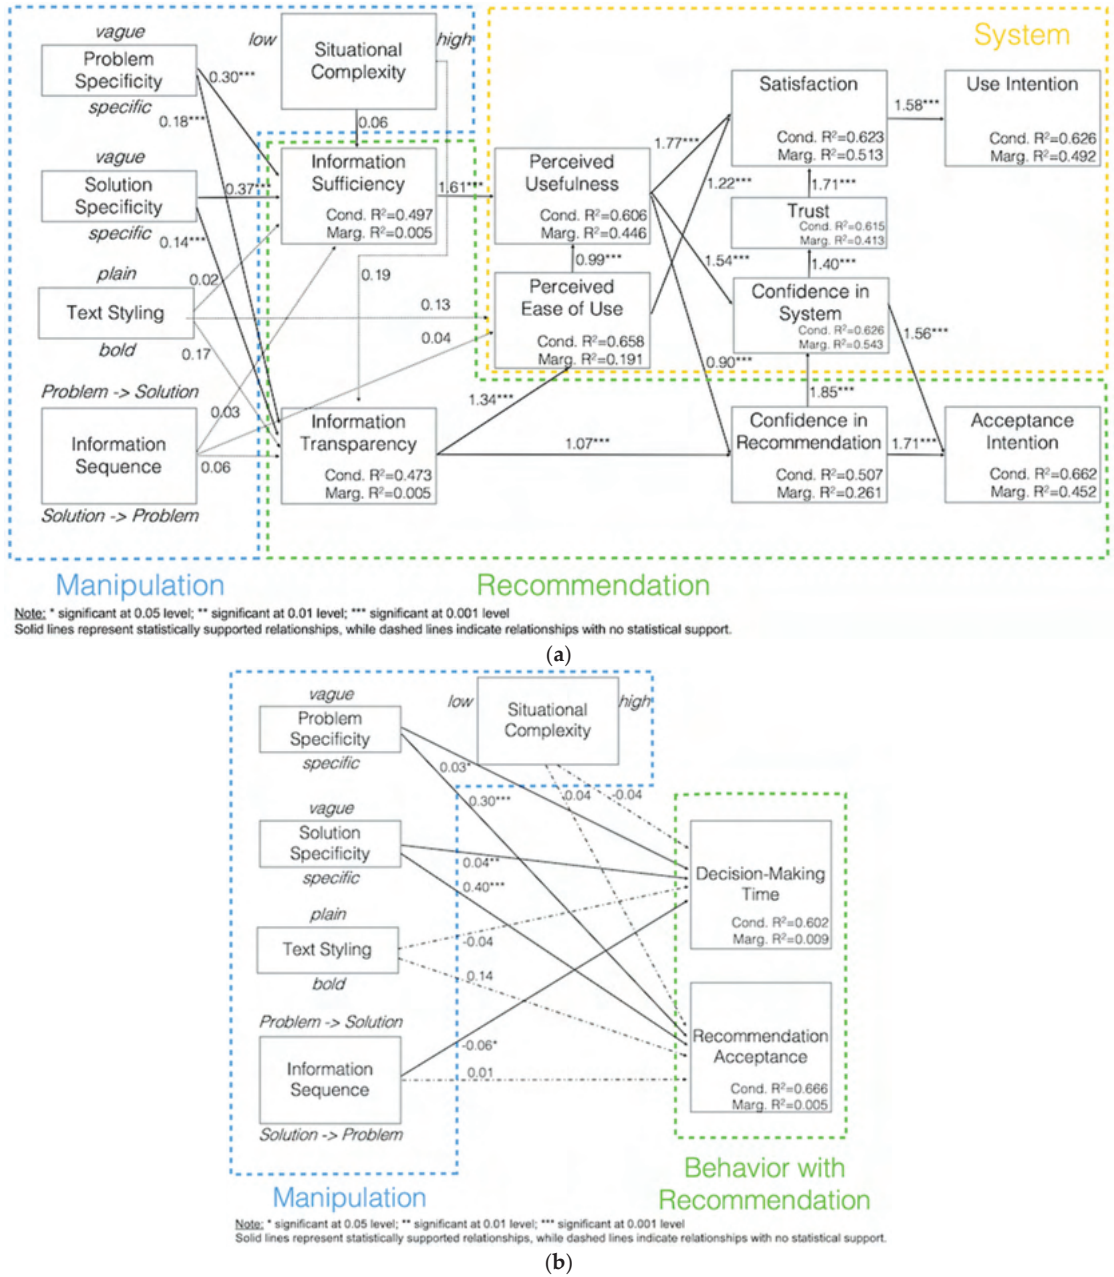 System
vague
Problem
Specificity
specific
low
Situational
Complexity
high
0.30***
0.18***
0.06
vague
Solution
Specificity
specific
0.37***
0.14***
Information
Sufficiency
Cond. R²=0.497
Marg. R²=0.005
1.61***
Perceived
Usefulness
Cond. R²=0.606
Marg. R²=0.446
1.77***
Satisfaction
Cond. R²=0.623
Marg. R²=0.513
1.58***
Use Intention
Cond. R²=0.626
Marg. R²=0.492
1.22***
1.71***
Trust
Cond. R²=0.615
Marg. R²=0.413
plain
Text Styling
bold
0.02
0.17
0.19
0.13
0.04
0.99***
Perceived
Ease of Use
Cond. R²=0.658
Marg. R²=0.191
1.54***
1.40***
Confidence in
System
Cond. R²=0.626
Marg. R²=0.543
1.56***
0.90***
Problem -> Solution
Information
Sequence
Solution -> Problem
0.03
0.06
Information
Transparency
Cond. R²=0.473
Marg. R²=0.005
1.34***
1.07***
1.85***
Confidence in
Recommendation
Cond. R²=0.507
Marg. R²=0.261
1.71***
Acceptance
Intention
Cond. R²=0.662
Marg. R²=0.452
Manipulation
Recommendation
Note: * significant at 0.05 level; ** significant at 0.01 level; *** significant at 0.001 level
Solid lines represent statistically supported relationships, while dashed lines indicate relationships with no statistical support.
(a)
vague
Problem
Specificity
specific
low
Situational
Complexity
high
0.03*
0.30***
0.04
-0.04
vague
Solution
Specificity
specific
0.04**
0.40***
Decision-Making
Time
Cond. R²=0.602
Marg. R²=0.009
plain
Text Styling
bold
-0.04
0.14
Problem -> Solution
Information
Sequence
Solution -> Problem
-0.06*
0.01
Recommendation
Acceptance
Cond. R²=0.666
Marg. R²=0.005
Manipulation
Behavior with
Recommendation
Note: * significant at 0.05 level; ** significant at 0.01 level; *** significant at 0.001 level
Solid lines represent statistically supported relationships, while dashed lines indicate relationships with no statistical support.
(b)